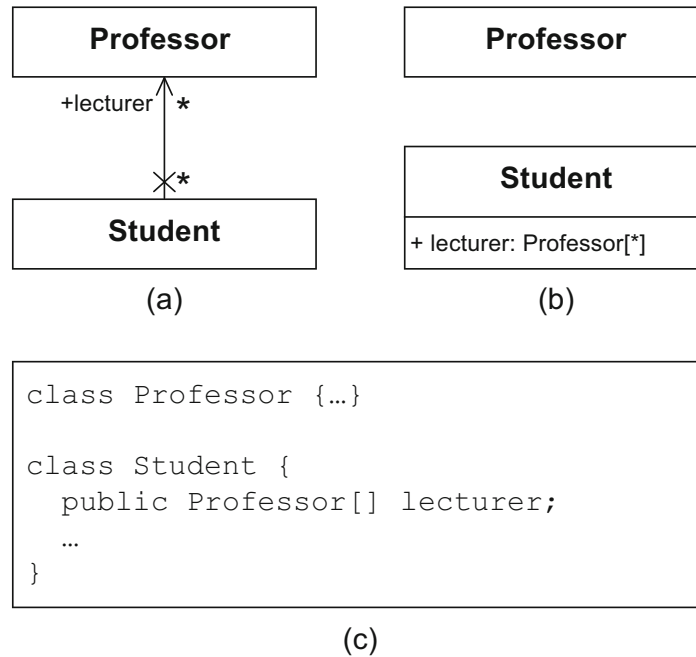 Professor
+lecturer *
*
Student
(a)
Professor
Student
+ lecturer: Professor[*]
(b)
class Professor {…}
class Student {
public Professor[] lecturer;
…
}
(c)